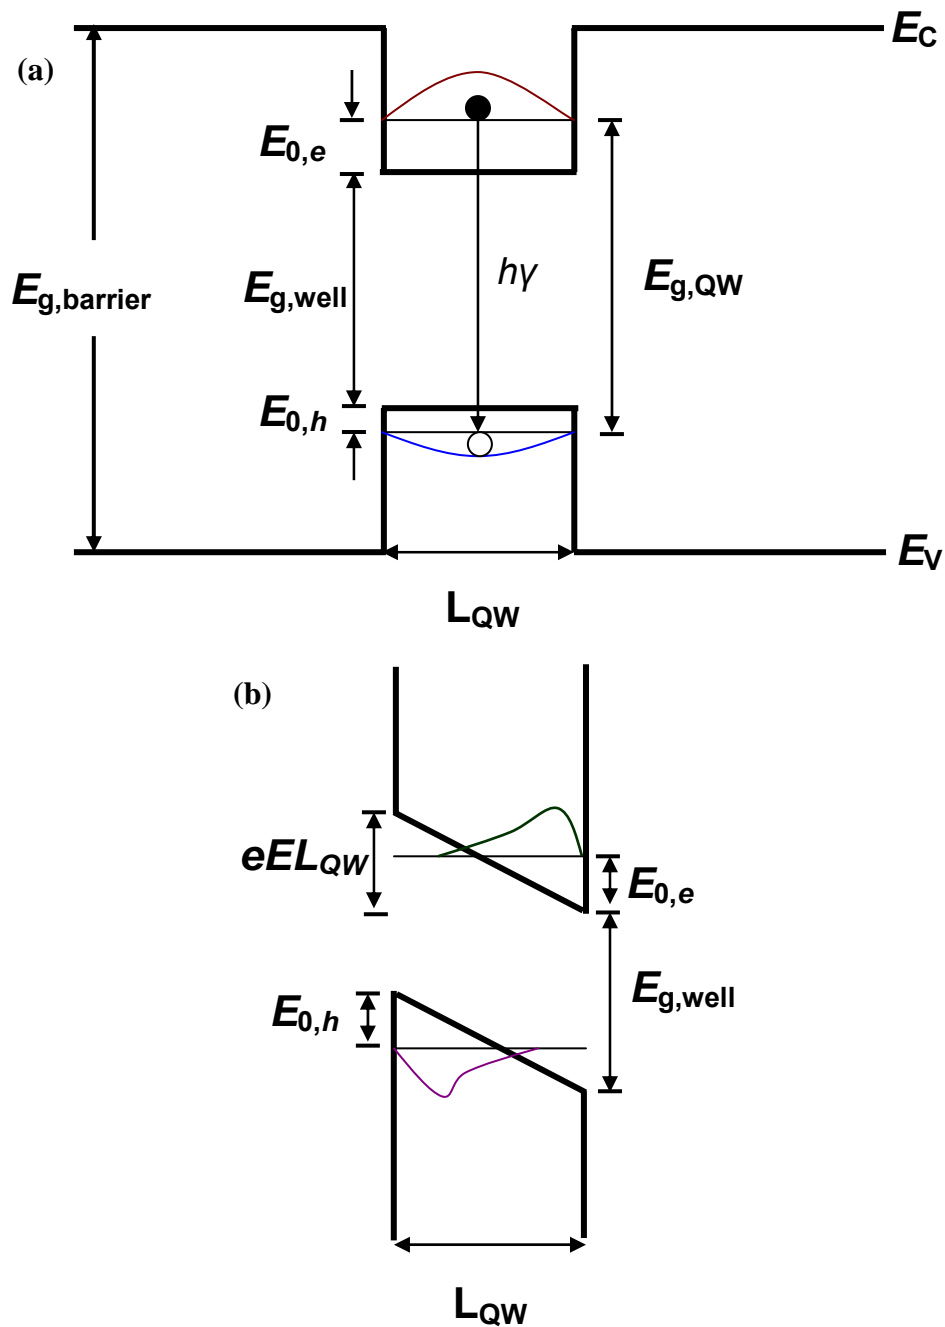 E_C
(a)
E_0,e
E_g,barrier
E_g,well
hγ
E_g,QW
E_0,h
E_V
L_QW
(b)
eEL_QW
E_0,e
E_g,well
E_0,h
L_QW